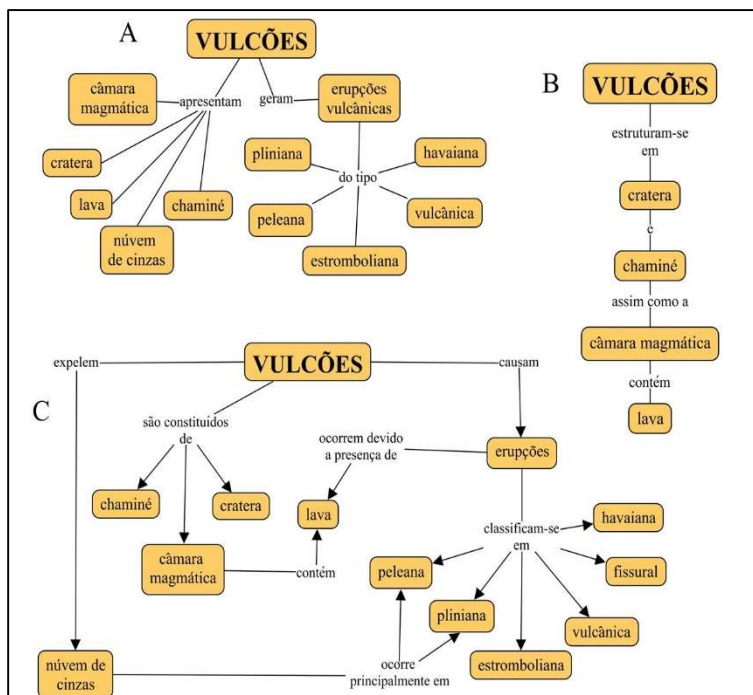 A
VULCÕES
câmara
magmática
apresentam
geram
erupções
vulcânicas
cratera
lava
núvem
de cinzas
chaminé
pliniana
havaiana
do tipo
peleana
vulcânica
estromboliana
B
VULCÕES
estruturam-se
em
cratera
e
chaminé
assim como a
câmara magmática
contém
lava
C
VULCÕES
expelem
causam
são constituídos
de
chaminé
câmara
magmática
cratera
contém
lava
ocorrem devido
a presença de
erupções
classificam-se
em
havaiana
fissural
vulcânica
estromboliana
pliniana
peleana
núvem de
cinzas
ocorre
principalmente em